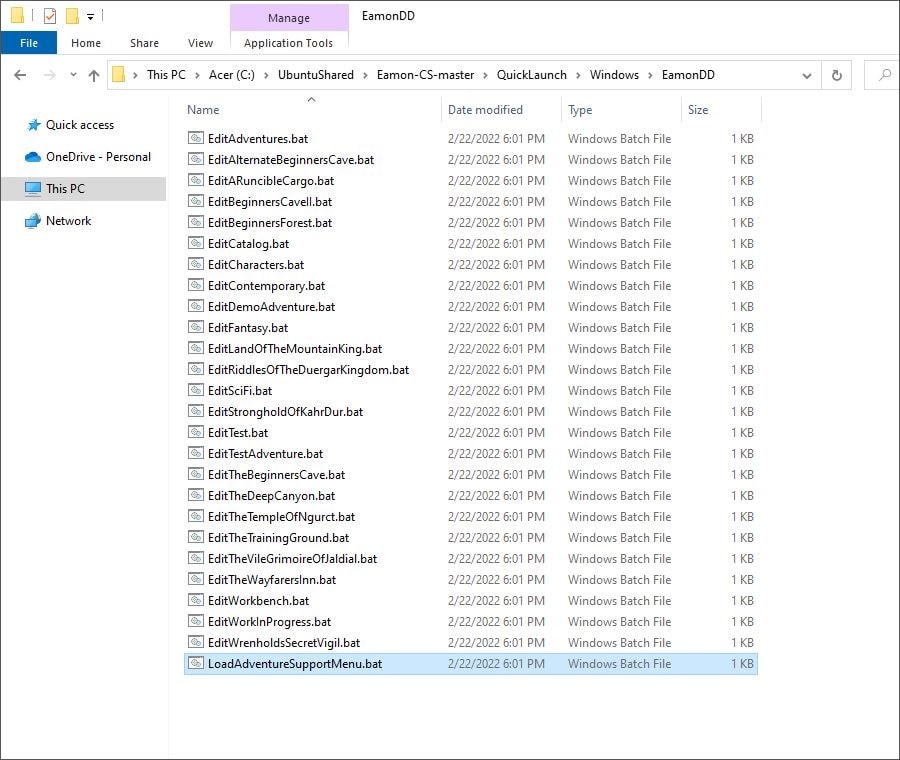 Manage EamonDD
File Home Share View Application Tools
This PC Acer (C:) UbuntuShared Eamon-CS-master QuickLaunch Windows EamonDD
Name Date modified Type Size
Quick access
OneDrive - Personal
This PC
Network
EditAdventures.bat 2/22/2022 6:01 PM Windows Batch File 1 KB
EditAlternateBeginnersCave.bat 2/22/2022 6:01 PM Windows Batch File 1 KB
EditARuncibleCargo.bat 2/22/2022 6:01 PM Windows Batch File 1 KB
EditBeginnersCaveII.bat 2/22/2022 6:01 PM Windows Batch File 1 KB
EditBeginnersForest.bat 2/22/2022 6:01 PM Windows Batch File 1 KB
EditCatalog.bat 2/22/2022 6:01 PM Windows Batch File 1 KB
EditCharacters.bat 2/22/2022 6:01 PM Windows Batch File 1 KB
EditContemporary.bat 2/22/2022 6:01 PM Windows Batch File 1 KB
EditDemoAdventure.bat 2/22/2022 6:01 PM Windows Batch File 1 KB
EditFantasy.bat 2/22/2022 6:01 PM Windows Batch File 1 KB
EditLandOfTheMountainKing.bat 2/22/2022 6:01 PM Windows Batch File 1 KB
EditRiddlesOfTheDuergarKingdom.bat 2/22/2022 6:01 PM Windows Batch File 1 KB
EditSciFi.bat 2/22/2022 6:01 PM Windows Batch File 1 KB
EditStrongholdOfKahrDur.bat 2/22/2022 6:01 PM Windows Batch File 1 KB
EditTest.bat 2/22/2022 6:01 PM Windows Batch File 1 KB
EditTestAdventure.bat 2/22/2022 6:01 PM Windows Batch File 1 KB
EditTheBeginnersCave.bat 2/22/2022 6:01 PM Windows Batch File 1 KB
EditTheDeepCanyon.bat 2/22/2022 6:01 PM Windows Batch File 1 KB
EditTheTempleOfNgurct.bat 2/22/2022 6:01 PM Windows Batch File 1 KB
EditTheTrainingGround.bat 2/22/2022 6:01 PM Windows Batch File 1 KB
EditTheVileGrimoireOfJaldial.bat 2/22/2022 6:01 PM Windows Batch File 1 KB
EditTheWayfarersInn.bat 2/22/2022 6:01 PM Windows Batch File 1 KB
EditWorkbench.bat 2/22/2022 6:01 PM Windows Batch File 1 KB
EditWorkInProgress.bat 2/22/2022 6:01 PM Windows Batch File 1 KB
EditWrenholdsSecretVigil.bat 2/22/2022 6:01 PM Windows Batch File 1 KB
LoadAdventureSupportMenu.bat 2/22/2022 6:01 PM Windows Batch File 1 KB